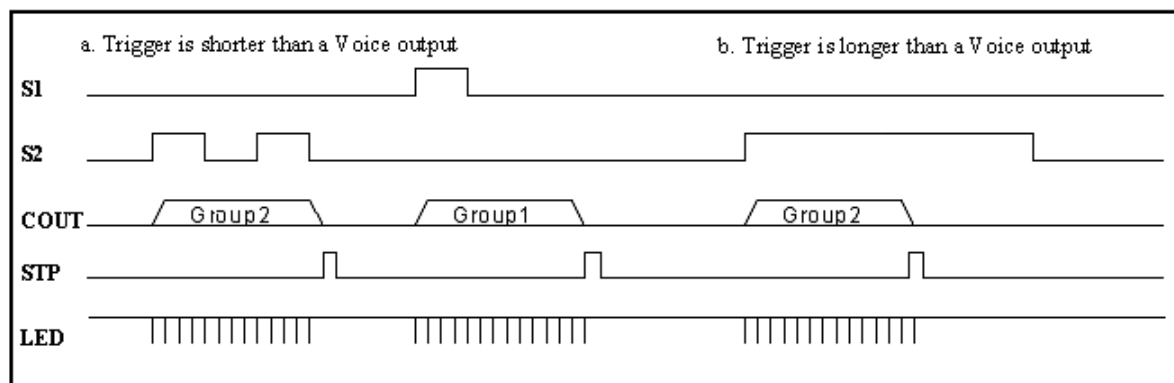 a. Trigger is shorter than a Voice output
b. Trigger is longer than a Voice output
S1
S2
COUT
Group2
Group1
Group2
STP
LED